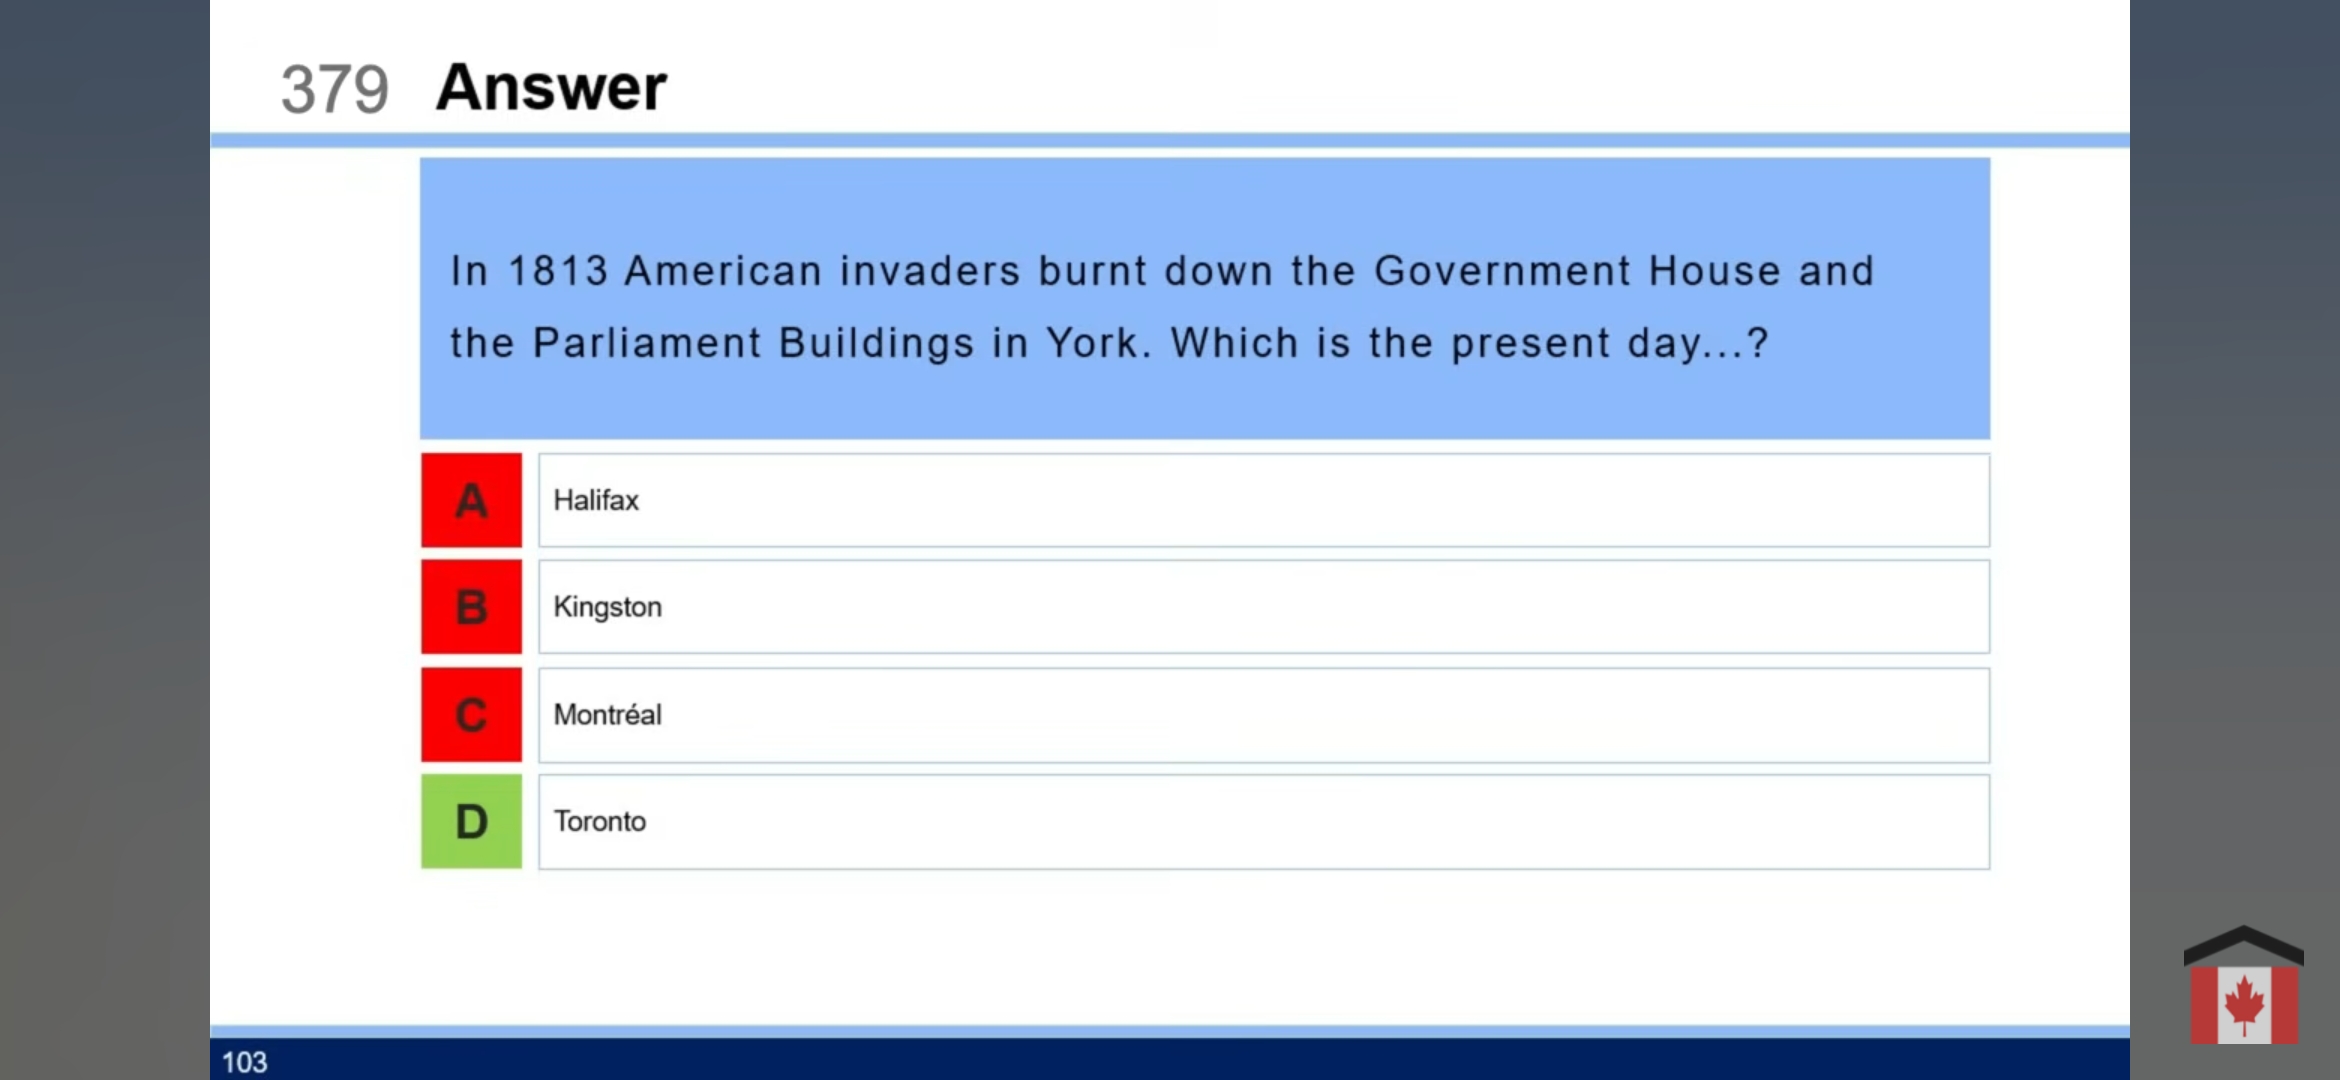 379 Answer
In 1813 American invaders burnt down the Government House and
the Parliament Buildings in York. Which is the present day...?
A Halifax
B Kingston
C Montréal
D Toronto
103